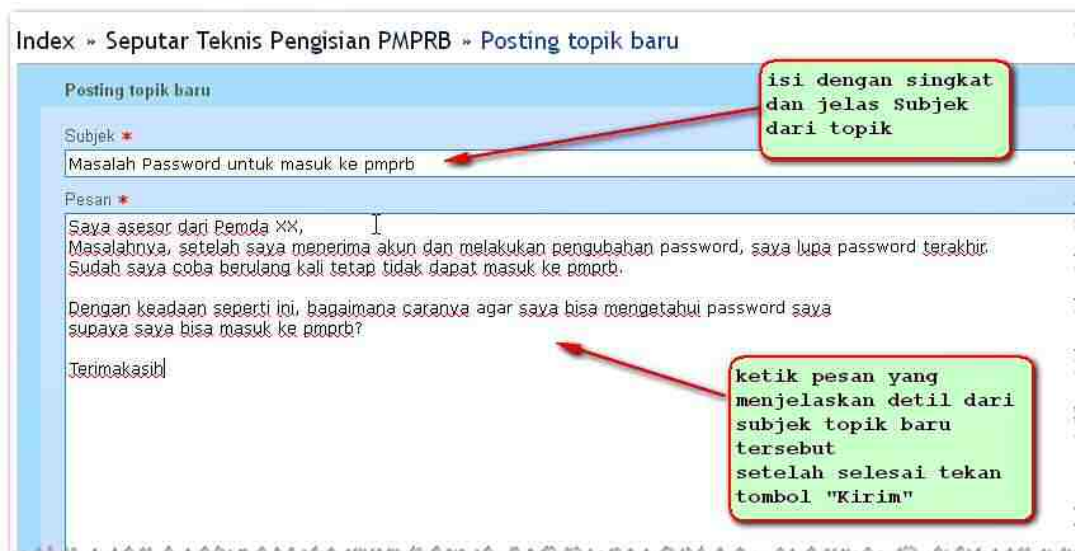 Index » Seputar Teknis Pengisian PMPRB » Posting topik baru
Posting topik baru
isi dengan singkat
dan jelas Subjek
dari topik
Subjek *
Masalah Password untuk masuk ke pmprb
Pesan *
Saya asesor dari Pemda XX,
Masalahnya, setelah saya menerima akun dan melakukan pengubahan password, saya lupa password terakhir.
Sudah saya coba berulang kali tetap tidak dapat masuk ke pmprb.
Dengan keadaan seperti ini, bagaimana caranya agar saya bisa mengetahui password saya
supaya saya bisa masuk ke pmprb?
Terimakasih
ketik pesan yang
menjelaskan detil dari
subjek topik baru
tersebut
setelah selesai tekan
tombol "Kirim"